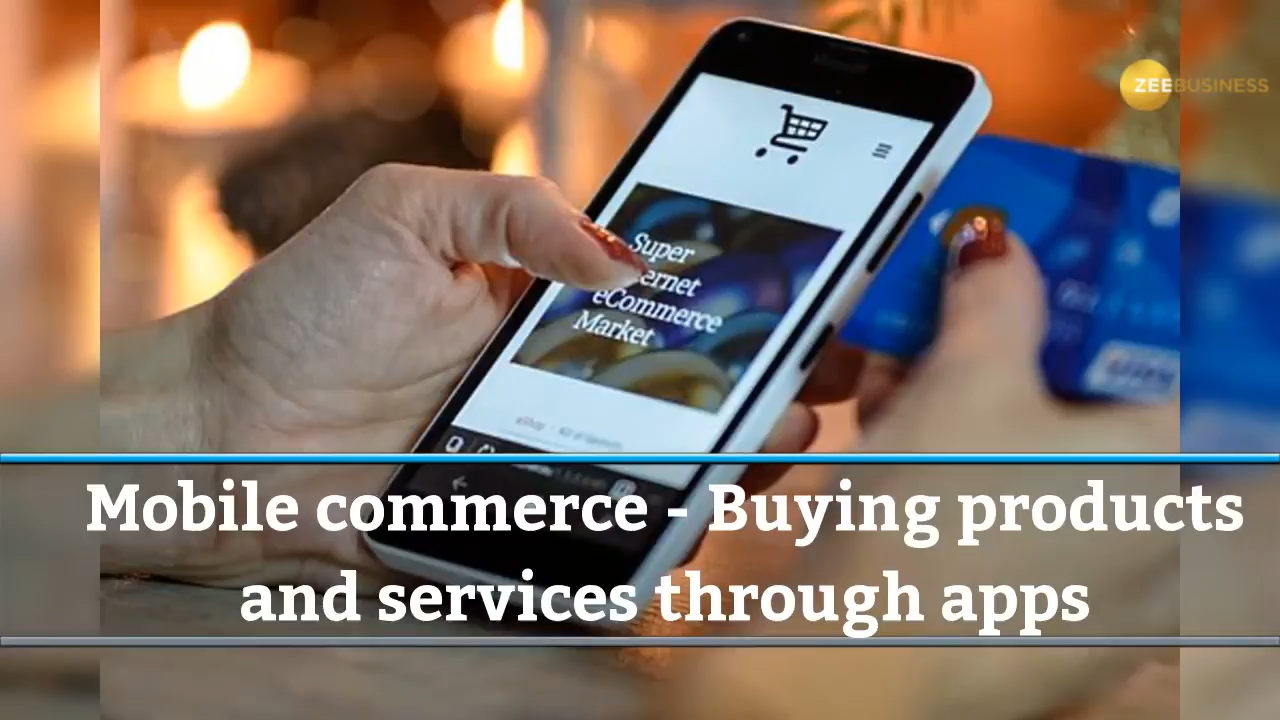 ZEEBUSINESS
Super
ernet
eCommerce
Market
Mobile commerce - Buying products
and services through apps